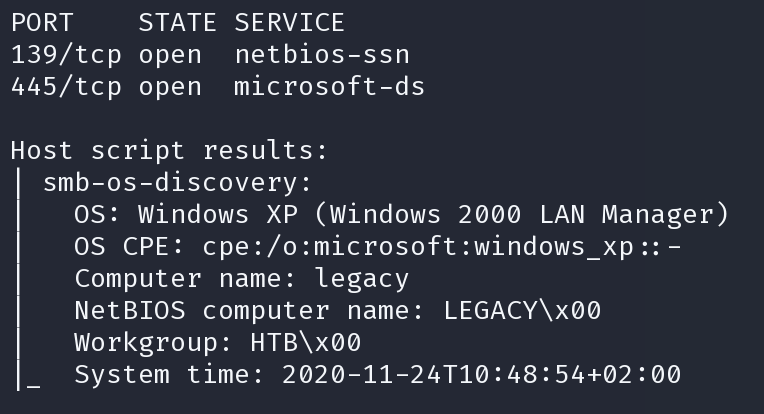 PORT    STATE SERVICE
139/tcp open  netbios-ssn
445/tcp open  microsoft-ds

Host script results:
| smb-os-discovery:
|   OS: Windows XP (Windows 2000 LAN Manager)
|   OS CPE: cpe:/o:microsoft:windows_xp::-
|   Computer name: legacy
|   NetBIOS computer name: LEGACY\x00
|   Workgroup: HTB\x00
|_  System time: 2020-11-24T10:48:54+02:00